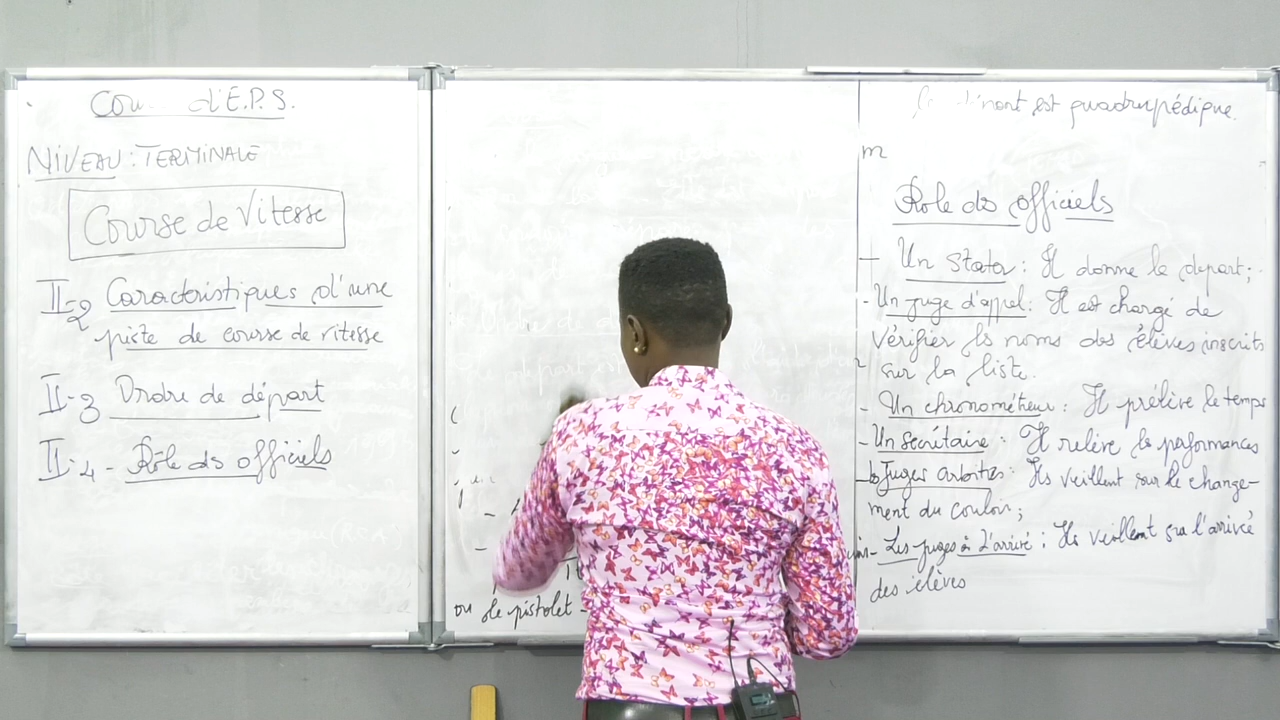 Cou d'E.P.S.
NIVEAU : TERMINALE
Course de Vitesse
II-2 Caractéristiques d'une
piste de course de vitesse
II-3 Ordre de départ
II-4 - Rôle des officiels
ou le pistolet -
est quadrupédique.
m
Rôle des officiels
Un Stater : Il donne le départ;
- Un juge d'appel : Il est chargé de
vérifier les noms des élèves inscrits
sur la liste.
- Un chronométreur : Il prélève le temps
- Un secrétaire : Il relève les performances
Juges arbitres : Ils veillent sur le change-
ment du couloir;
- Les juges à l'arrivé : Ils veillent sur l'arrivé
des élèves